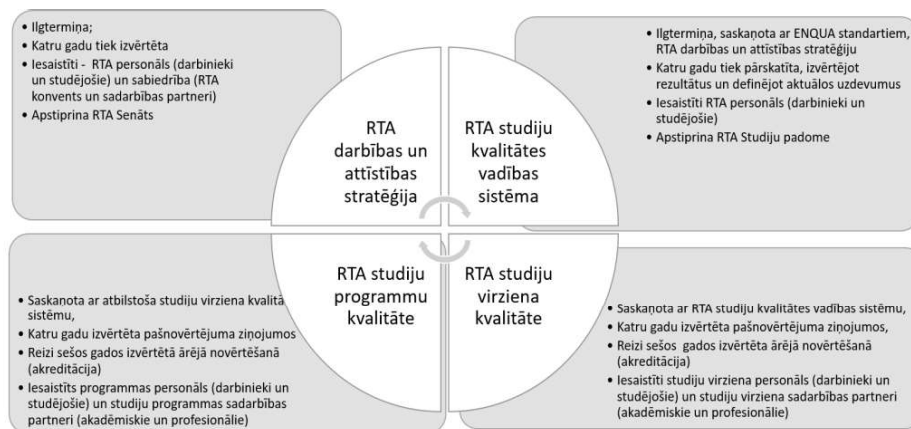 • Ilgtermiņa;
• Katru gadu tiek izvērtēta
• Iesaistīti - RTA personāls (darbinieki
un studējošie) un sabiedrība (RTA
konvents un sadarbības partneri)
• Apstiprina RTA Senāts
• Ilgtermiņa, saskaņota ar ENQUA standartiem,
RTA darbības un attīstības stratēģiju
• Katru gadu tiek pārskatīta, izvērtējot
rezultātus un definējot aktuālos uzdevumus
• Iesaistīti RTA personāls (darbinieki un
studējošie)
• Apstiprina RTA Studiju padome
RTA
darbības un
attīstības
stratēģija
RTA studiju
kvalitātes
vadības
sistēma
RTA studiju
programmu
kvalitāte
RTA studiju
virziena
kvalitāte
• Saskaņota ar atbilstoša studiju virziena kvalitā
sistēmu,
• Katru gadu izvērtēta pašnovērtējuma ziņojumos
• Reizi sešos gados izvērtētā ārējā novērtēšanā
(akreditācija)
• Iesaistīts programmas personāls (darbinieki un
studējošie) un studiju programmas sadarbības
partneri (akadēmiskie un profesionālie)
• Saskaņota ar RTA studiju kvalitātes vadības sistēmu,
• Katru gadu izvērtēta pašnovērtējuma ziņojumos,
• Reizi sešos gados izvērtēta ārējā novērtēšanā
(akreditācija)
• Iesaistīti studiju virziena personāls (darbinieki un
studējošie) un studiju virziena sadarbības partneri
(akadēmiskie un profesionālie)